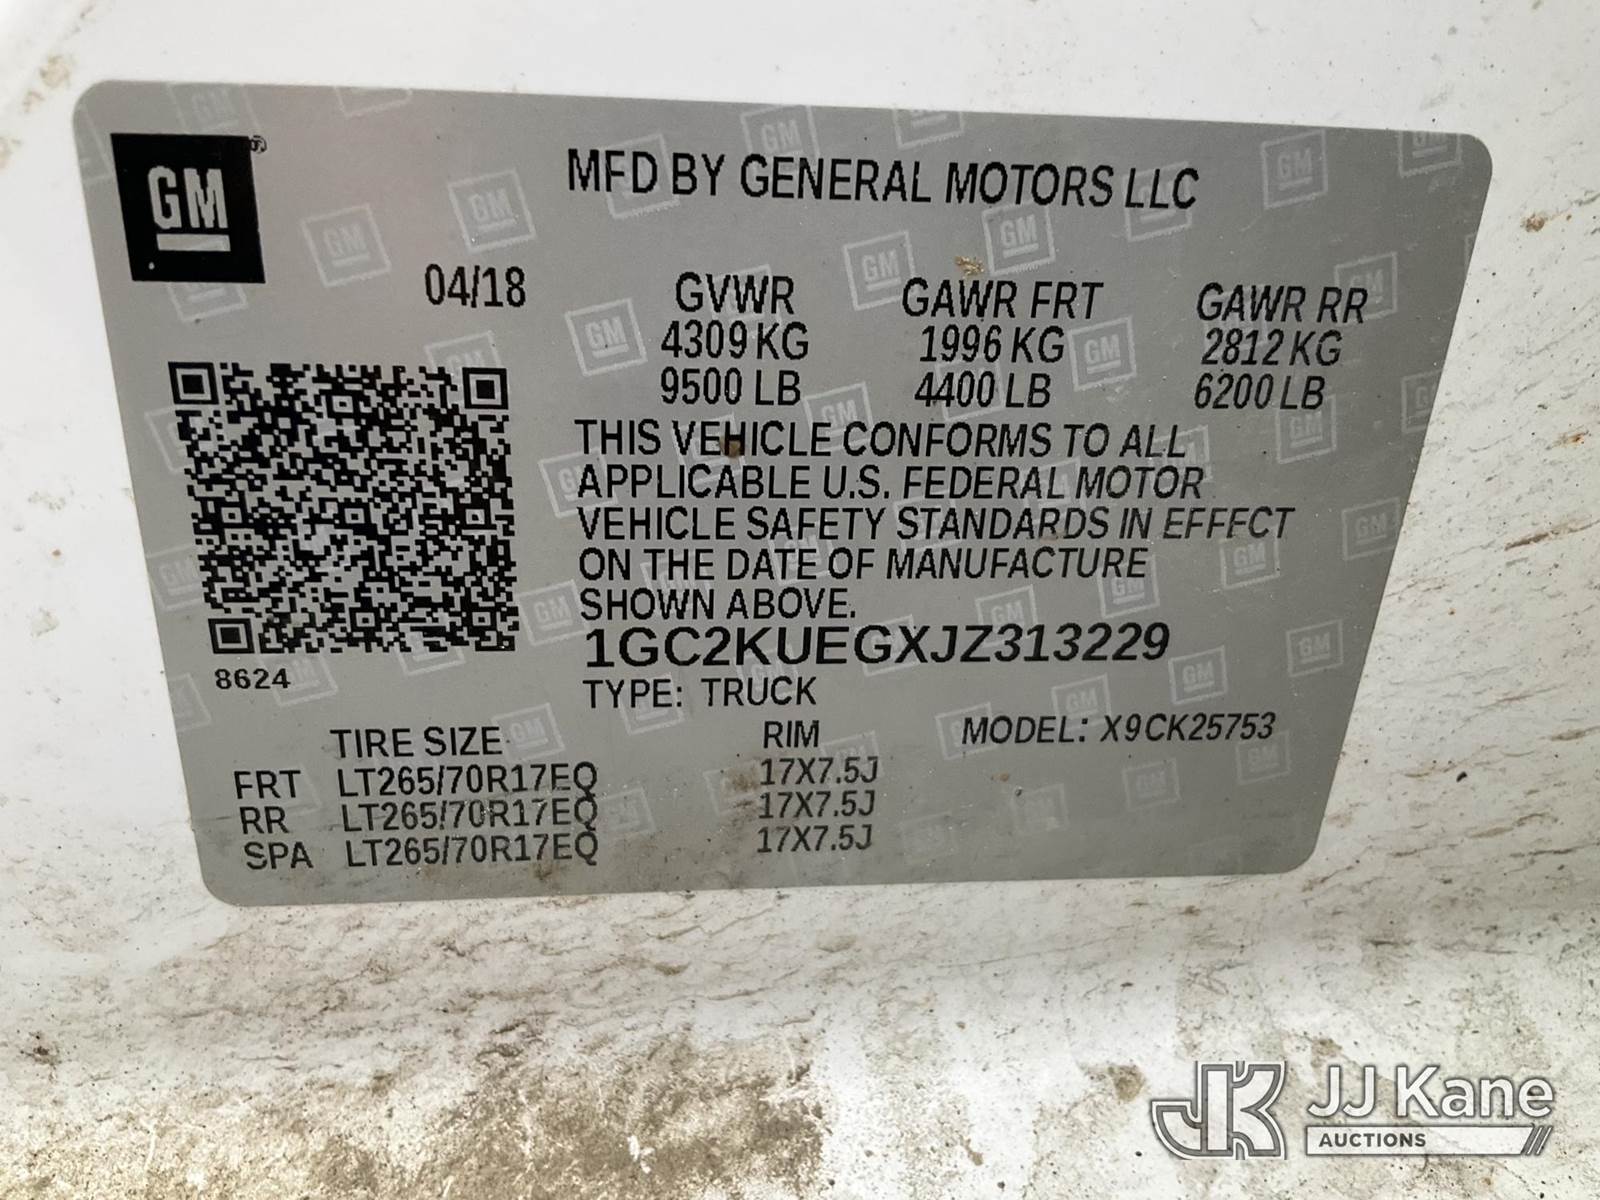 GM®
MFD BY GENERAL MOTORS LLC
04/18
GVWR GAWR FRT GAWR RR
4309 KG 1996 KG 2812 KG
9500 LB 4400 LB 6200 LB
THIS VEHICLE CONFORMS TO ALL
APPLICABLE U.S. FEDERAL MOTOR
VEHICLE SAFETY STANDARDS IN EFFFCT
ON THE DATE OF MANUFACTURE
SHOWN ABOVE.
1GC2KUEGXJZ313229
8624
TYPE: TRUCK
TIRE SIZE RIM MODEL: X9CK25753
FRT LT265/70R17EQ 17X7.5J
RR LT265/70R17EQ 17X7.5J
SPA LT265/70R17EQ 17X7.5J
JK JJ Kane
AUCTIONS